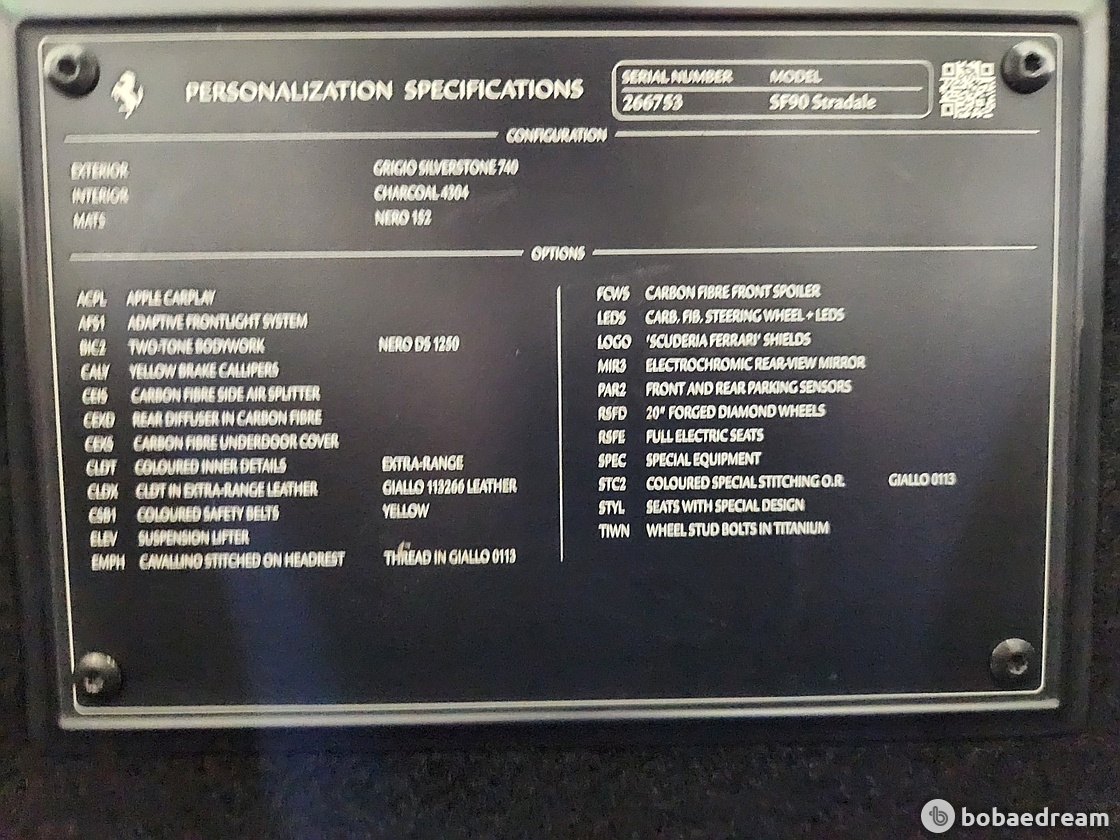 PERSONALIZATION SPECIFICATIONS
SERIAL NUMBER MODEL
266753 SF90 Stradale
CONFIGURATION
EXTERIOR GRIGIO SILVERSTONE 740
INTERIOR CHARCOAL 4304
MATS NERO 152
OPTIONS
ACPL APPLE CARPLAY
AFS1 ADAPTIVE FRONTLIGHT SYSTEM
BIC2 TWO-TONE BODYWORK NERO DS 1250
CALY YELLOW BRAKE CALLIPERS
CEIS CARBON FIBRE SIDE AIR SPLITTER
CEXD REAR DIFFUSER IN CARBON FIBRE
CEXG CARBON FIBRE UNDERDOOR COVER
CLDT COLOURED INNER DETAILS EXTRA-RANGE
CLDX CLDT IN EXTRA-RANGE LEATHER GIALLO 113266 LEATHER
CSB1 COLOURED SAFETY BELTS YELLOW
ELEV SUSPENSION LIFTER
EMPH CAVALLINO STITCHED ON HEADREST THREAD IN GIALLO 0113
FCWS CARBON FIBRE FRONT SPOILER
LEDS CARB. FIB. STEERING WHEEL + LEDS
LOGO 'SCUDERIA FERRARI' SHIELDS
MIR3 ELECTROCHROMIC REAR-VIEW MIRROR
PAR2 FRONT AND REAR PARKING SENSORS
RSFD 20" FORGED DIAMOND WHEELS
RSFE FULL ELECTRIC SEATS
SPEC SPECIAL EQUIPMENT
STC2 COLOURED SPECIAL STITCHING O.R. GIALLO 0113
STYL SEATS WITH SPECIAL DESIGN
TIWN WHEEL STUD BOLTS IN TITANIUM
bobaedream